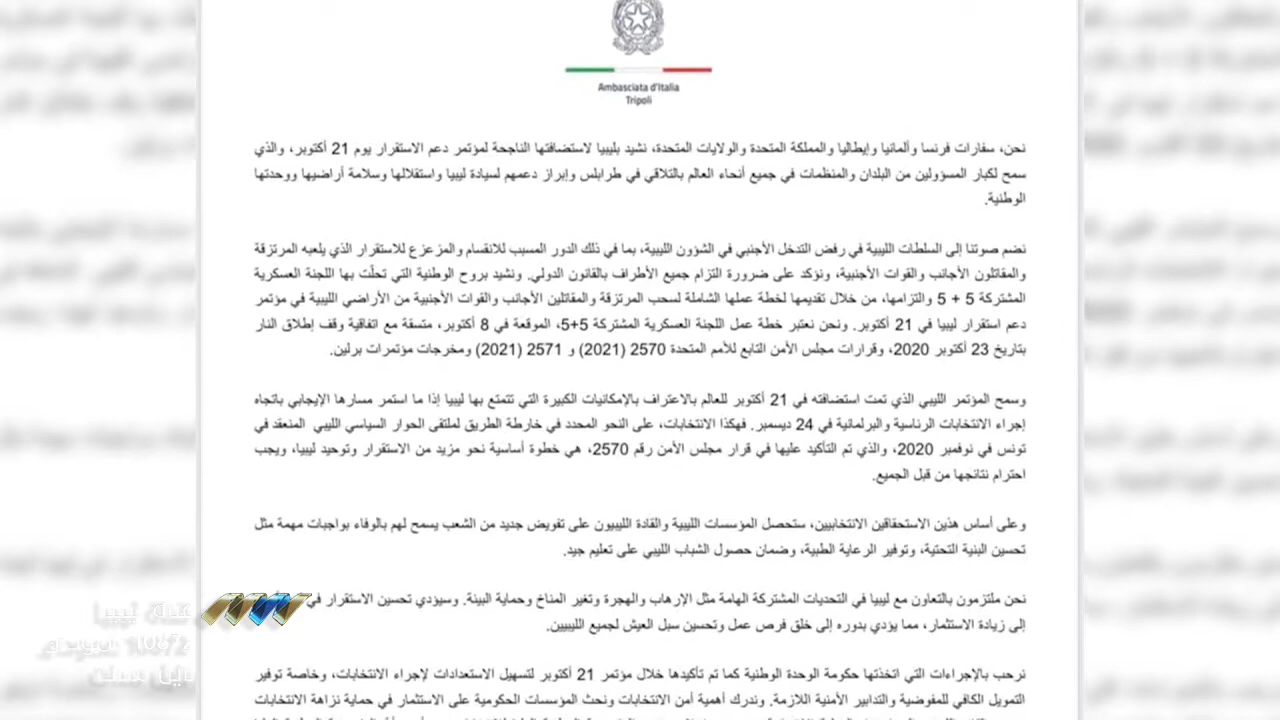 Ambasciata d'Italia
Tripoli
نحن، سفارات فرنسا وألمانيا وإيطاليا والمملكة المتحدة والولايات المتحدة، نشيد بليبيا لاستضافتها الناجحة لمؤتمر دعم الاستقرار يوم 21 أكتوبر، والذي
سمح لكبار المسؤولين من البلدان والمنظمات في جميع أنحاء العالم بالتلاقي في طرابلس وإبراز دعمهم لسيادة ليبيا واستقلالها وسلامة أراضيها ووحدتها
الوطنية.
نضم صوتنا إلى السلطات الليبية في رفض التدخل الأجنبي في الشؤون الليبية، بما في ذلك الدور المسبب للانقسام والمزعزع للاستقرار الذي يلعبه المرتزقة
والمقاتلون الأجانب والقوات الأجنبية، ونؤكد على ضرورة التزام جميع الأطراف بالقانون الدولي. ونشيد بروح الوطنية التي تحلّت بها اللجنة العسكرية
المشتركة 5 + 5 والتزامها، من خلال تقديمها لخطة عملها الشاملة لسحب المرتزقة والمقاتلين الأجانب والقوات الأجنبية من الأراضي الليبية في مؤتمر
دعم استقرار ليبيا في 21 أكتوبر. ونحن نعتبر خطة عمل اللجنة العسكرية المشتركة 5+5، الموقعة في 8 أكتوبر، متسقة مع اتفاقية وقف إطلاق النار
بتاريخ 23 أكتوبر 2020، وقرارات مجلس الأمن التابع للأمم المتحدة 2570 (2021) و 2571 (2021) ومخرجات مؤتمرات برلين.
وسمح المؤتمر الليبي الذي تمت استضافته في 21 أكتوبر للعالم بالاعتراف بالإمكانيات الكبيرة التي تتمتع بها ليبيا إذا ما استمر مسارها الإيجابي باتجاه
إجراء الانتخابات الرئاسية والبرلمانية في 24 ديسمبر. فهكذا الانتخابات، على النحو المحدد في خارطة الطريق لملتقى الحوار السياسي الليبي المنعقد في
تونس في نوفمبر 2020، والذي تم التأكيد عليها في قرار مجلس الأمن رقم 2570، هي خطوة أساسية نحو مزيد من الاستقرار وتوحيد ليبيا، ويجب
احترام نتائجها من قبل الجميع.
وعلى أساس هذين الاستحقاقين الانتخابيين، ستحصل المؤسسات الليبية والقادة الليبيون على تفويض جديد من الشعب يسمح لهم بالوفاء بواجبات مهمة مثل
تحسين البنية التحتية، وتوفير الرعاية الطبية، وضمان حصول الشباب الليبي على تعليم جيد.
نحن ملتزمون بالتعاون مع ليبيا في التحديات المشتركة الهامة مثل الإرهاب والهجرة وتغير المناخ وحماية البيئة. وسيؤدي تحسين الاستقرار في
إلى زيادة الاستثمار، مما يؤدي بدوره إلى خلق فرص عمل وتحسين سبل العيش لجميع الليبيين.
نرحب بالإجراءات التي اتخذتها حكومة الوحدة الوطنية كما تم تأكيدها خلال مؤتمر 21 أكتوبر لتسهيل الاستعدادات لإجراء الانتخابات، وخاصة توفير
التمويل الكافي للمفوضية والتدابير الأمنية اللازمة. وندرك أهمية أمن الانتخابات ونحث المؤسسات الحكومية على الاستثمار في حماية نزاهة الانتخابات